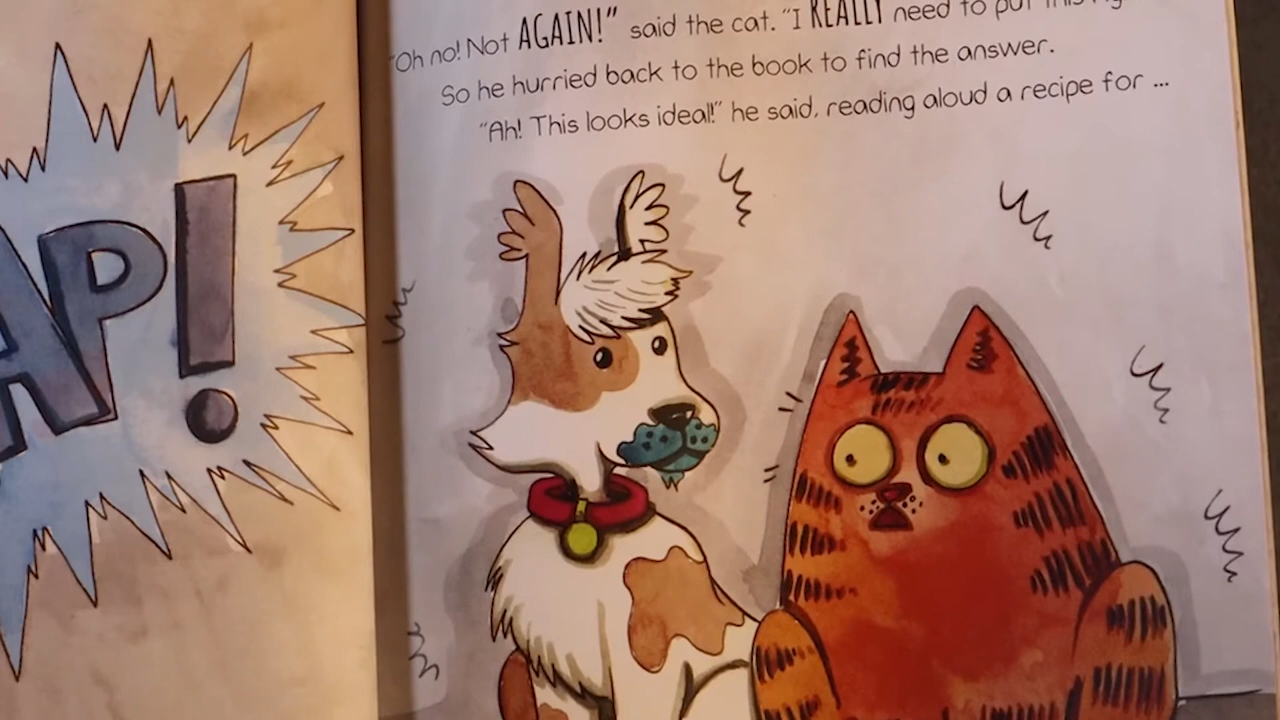 AP!
"Oh no! Not AGAIN!" said the cat. "I REALLY need to put this
So he hurried back to the book to find the answer.
"Ah! This looks ideal!" he said, reading aloud a recipe for ...